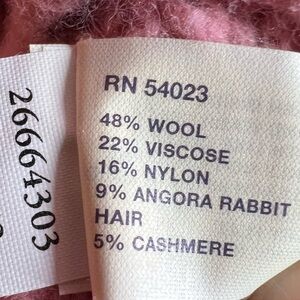 26664303
RN 54023
48% WOOL
22% VISCOSE
16% NYLON
9% ANGORA RABBIT
HAIR
5% CASHMERE